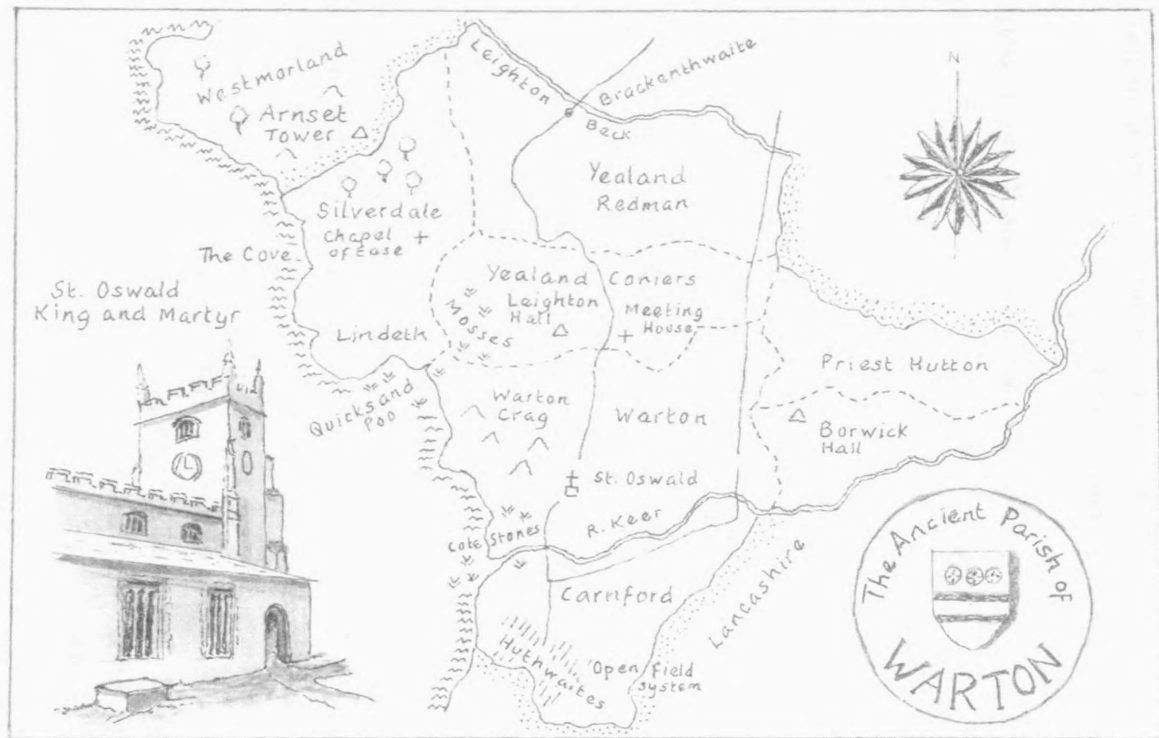 Westmorland
Arnset
Tower
Leighton
Beck
Brackenthwaite
N
Yealand
Redman
Silverdale
Chapel
of Ease
The Cove
St. Oswald
King and Martyr
Yealand Coniers
Leighton
Hall
Meeting
House
Mosses
Lindeth
Priest Hutton
Quicksand
Poo
Warton
Crag
Warton
Borwick
Hall
St. Oswald
R. Keer
Cote Stones
Carnford
Lancashire
Huthwaites
Open Field
System
The Ancient Parish of
WARTON